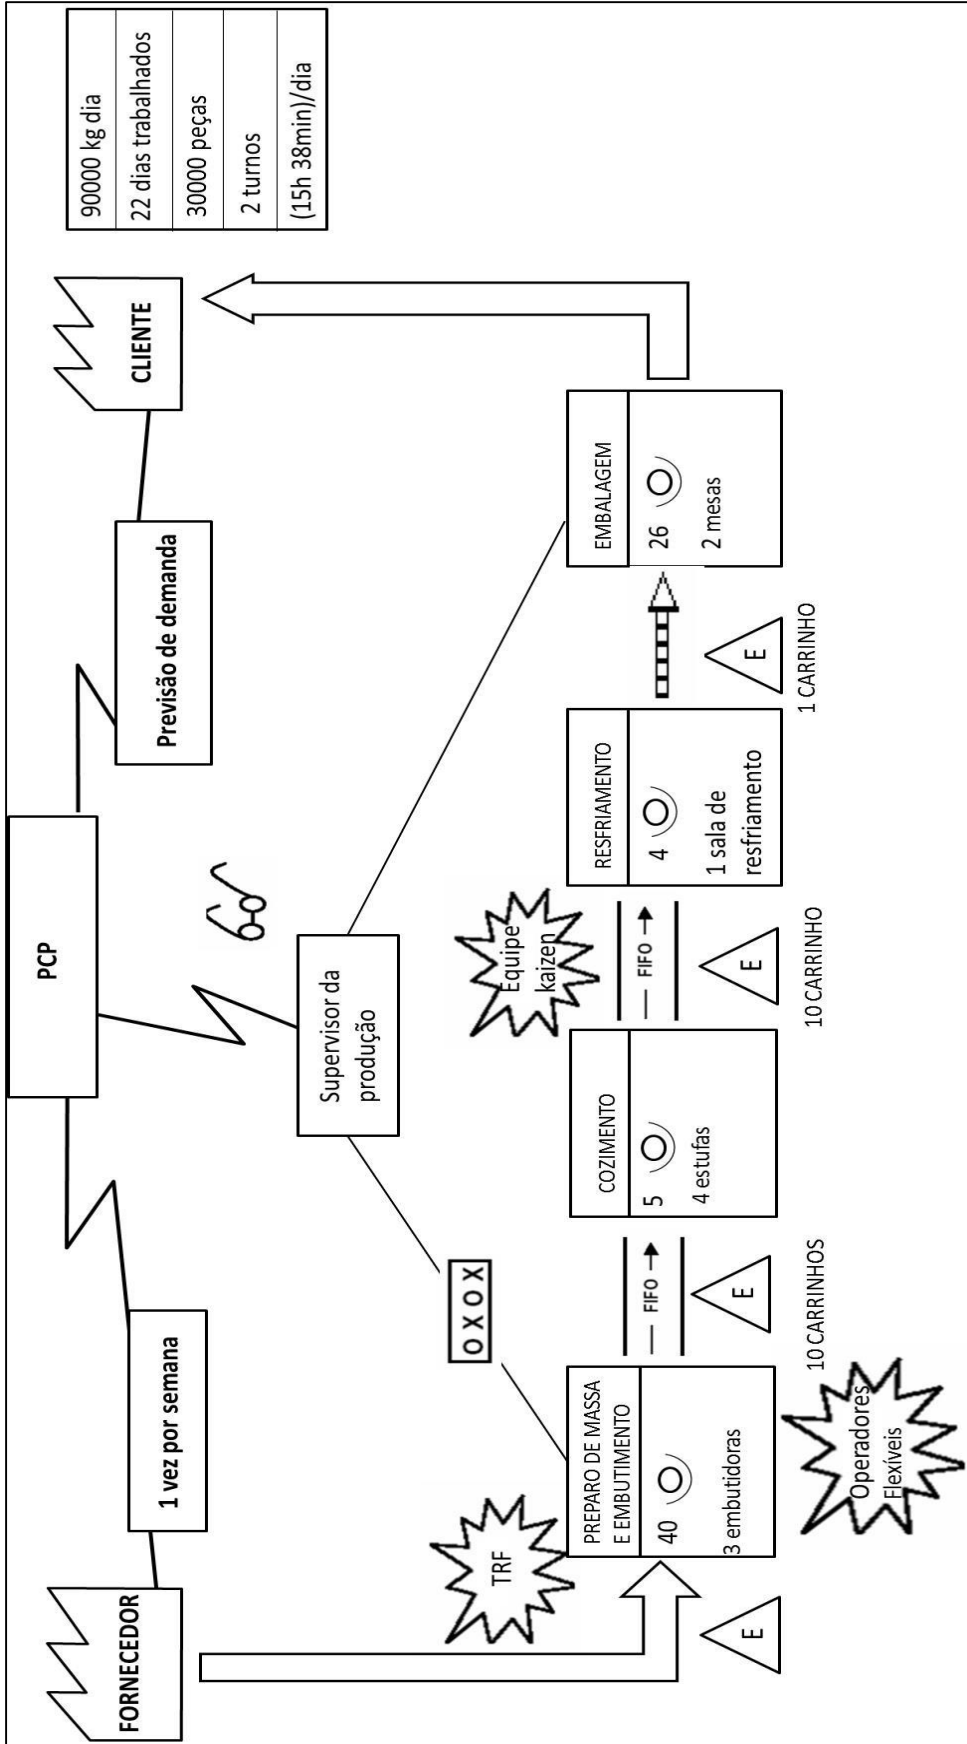 PCP
FORNECEDOR
1 vez por semana
Previsão de demanda
CLIENTE
90000 kg dia
22 dias trabalhados
30000 peças
2 turnos
(15h 38min)/dia
Supervisor da
produção
OXOX
TRF
Equipe
kaizen
E
PREPARO DE MASSA
E EMBUTIMENTO
40
3 embutidoras
Operadores
Flexíveis
FIFO
E
10 CARRINHOS
COZIMENTO
5
4 estufas
FIFO
E
10 CARRINHO
RESFRIAMENTO
4
1 sala de
resfriamento
E
1 CARRINHO
EMBALAGEM
26
2 mesas